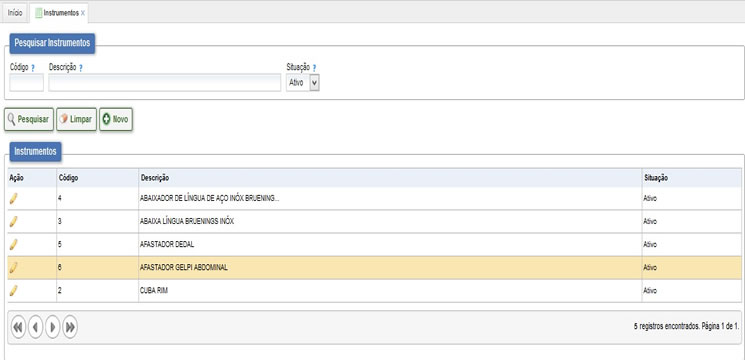 Início Instrumentos X
Pesquisar Instrumentos
Código ? Descrição ? Situação ?
Ativo
Pesquisar Limpar Novo
Instrumentos
Ação Código Descrição Situação
4 ABAIXADOR DE LÍNGUA DE AÇO INÓX BRUENING... Ativo
3 ABAIXA LÍNGUA BRUENINGS INÓX Ativo
5 AFASTADOR DEDAL Ativo
6 AFASTADOR GELPI ABDOMINAL Ativo
2 CUBA RIM Ativo
5 registros encontrados. Página 1 de 1.